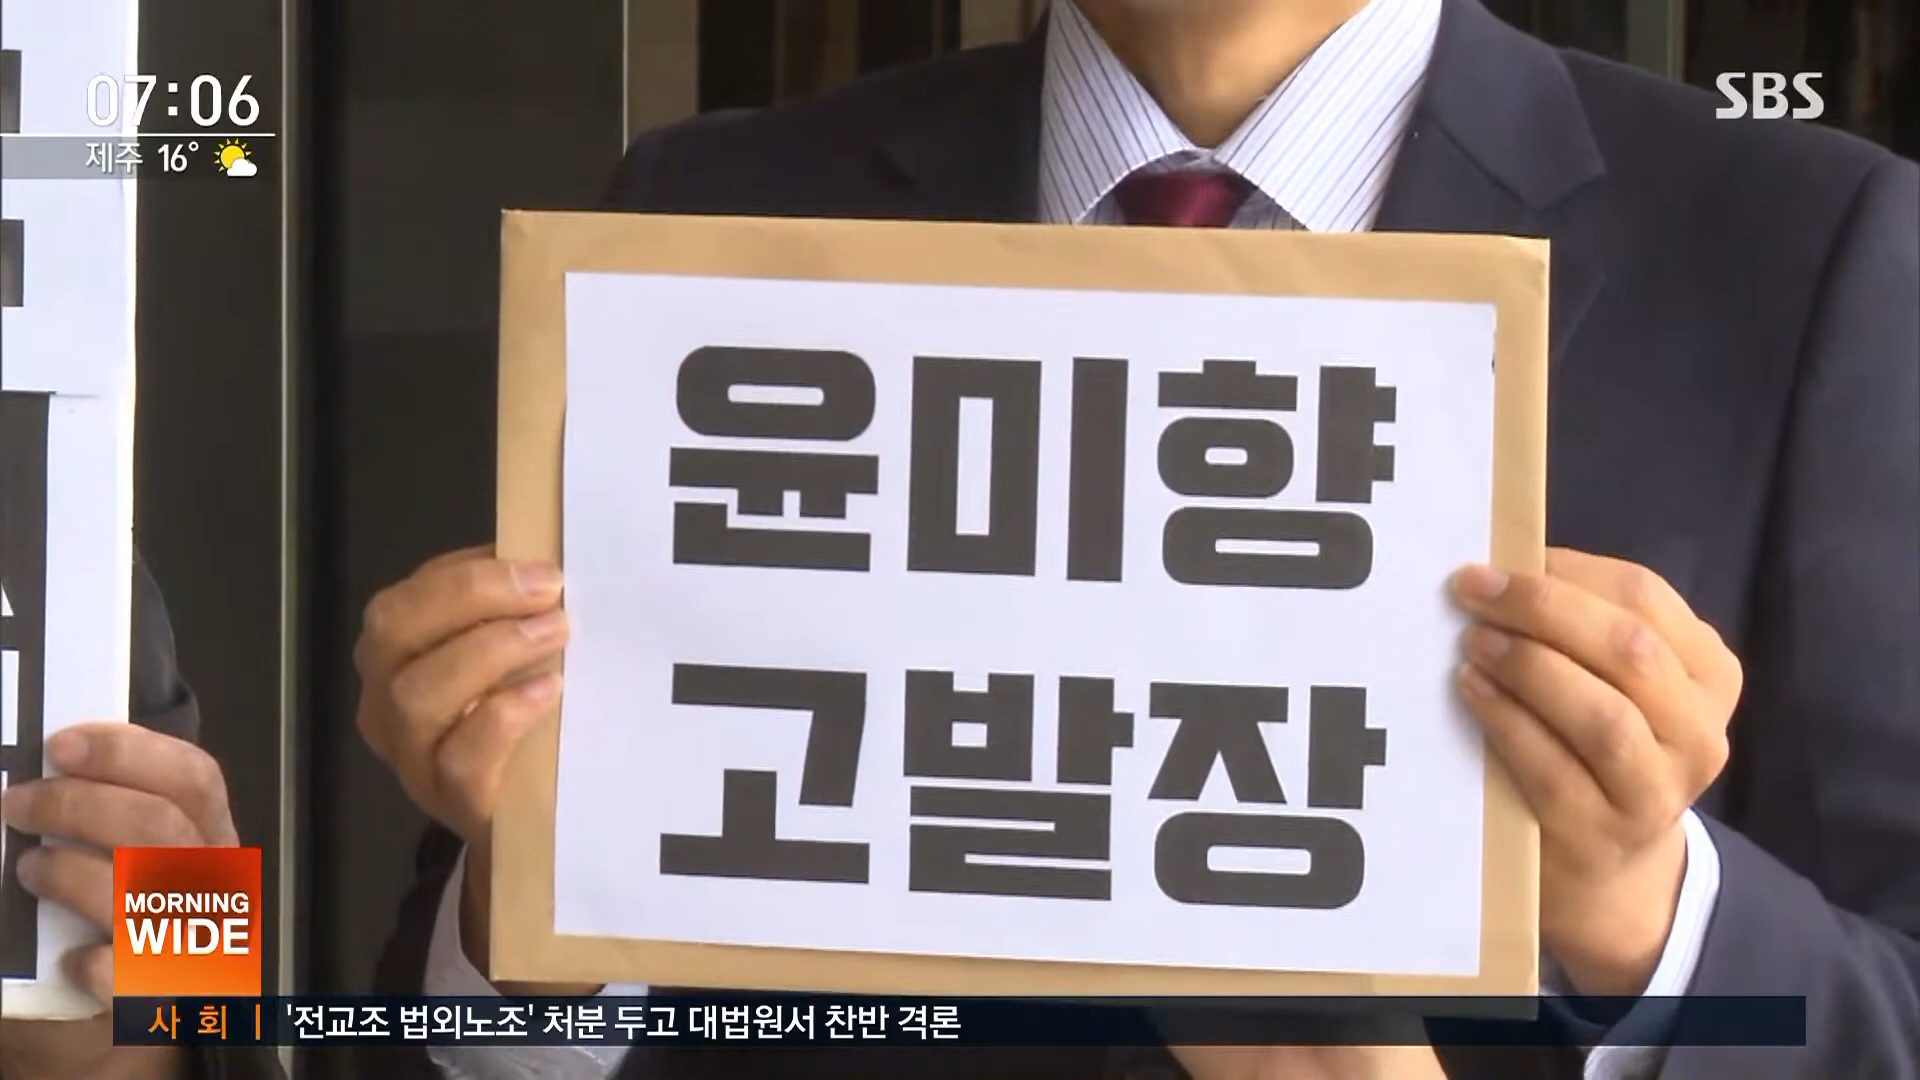 07:06
제주 16°
SBS
윤미향
고발장
MORNING
WIDE
사회 | '전교조 법외노조' 처분 두고 대법원서 찬반 격론